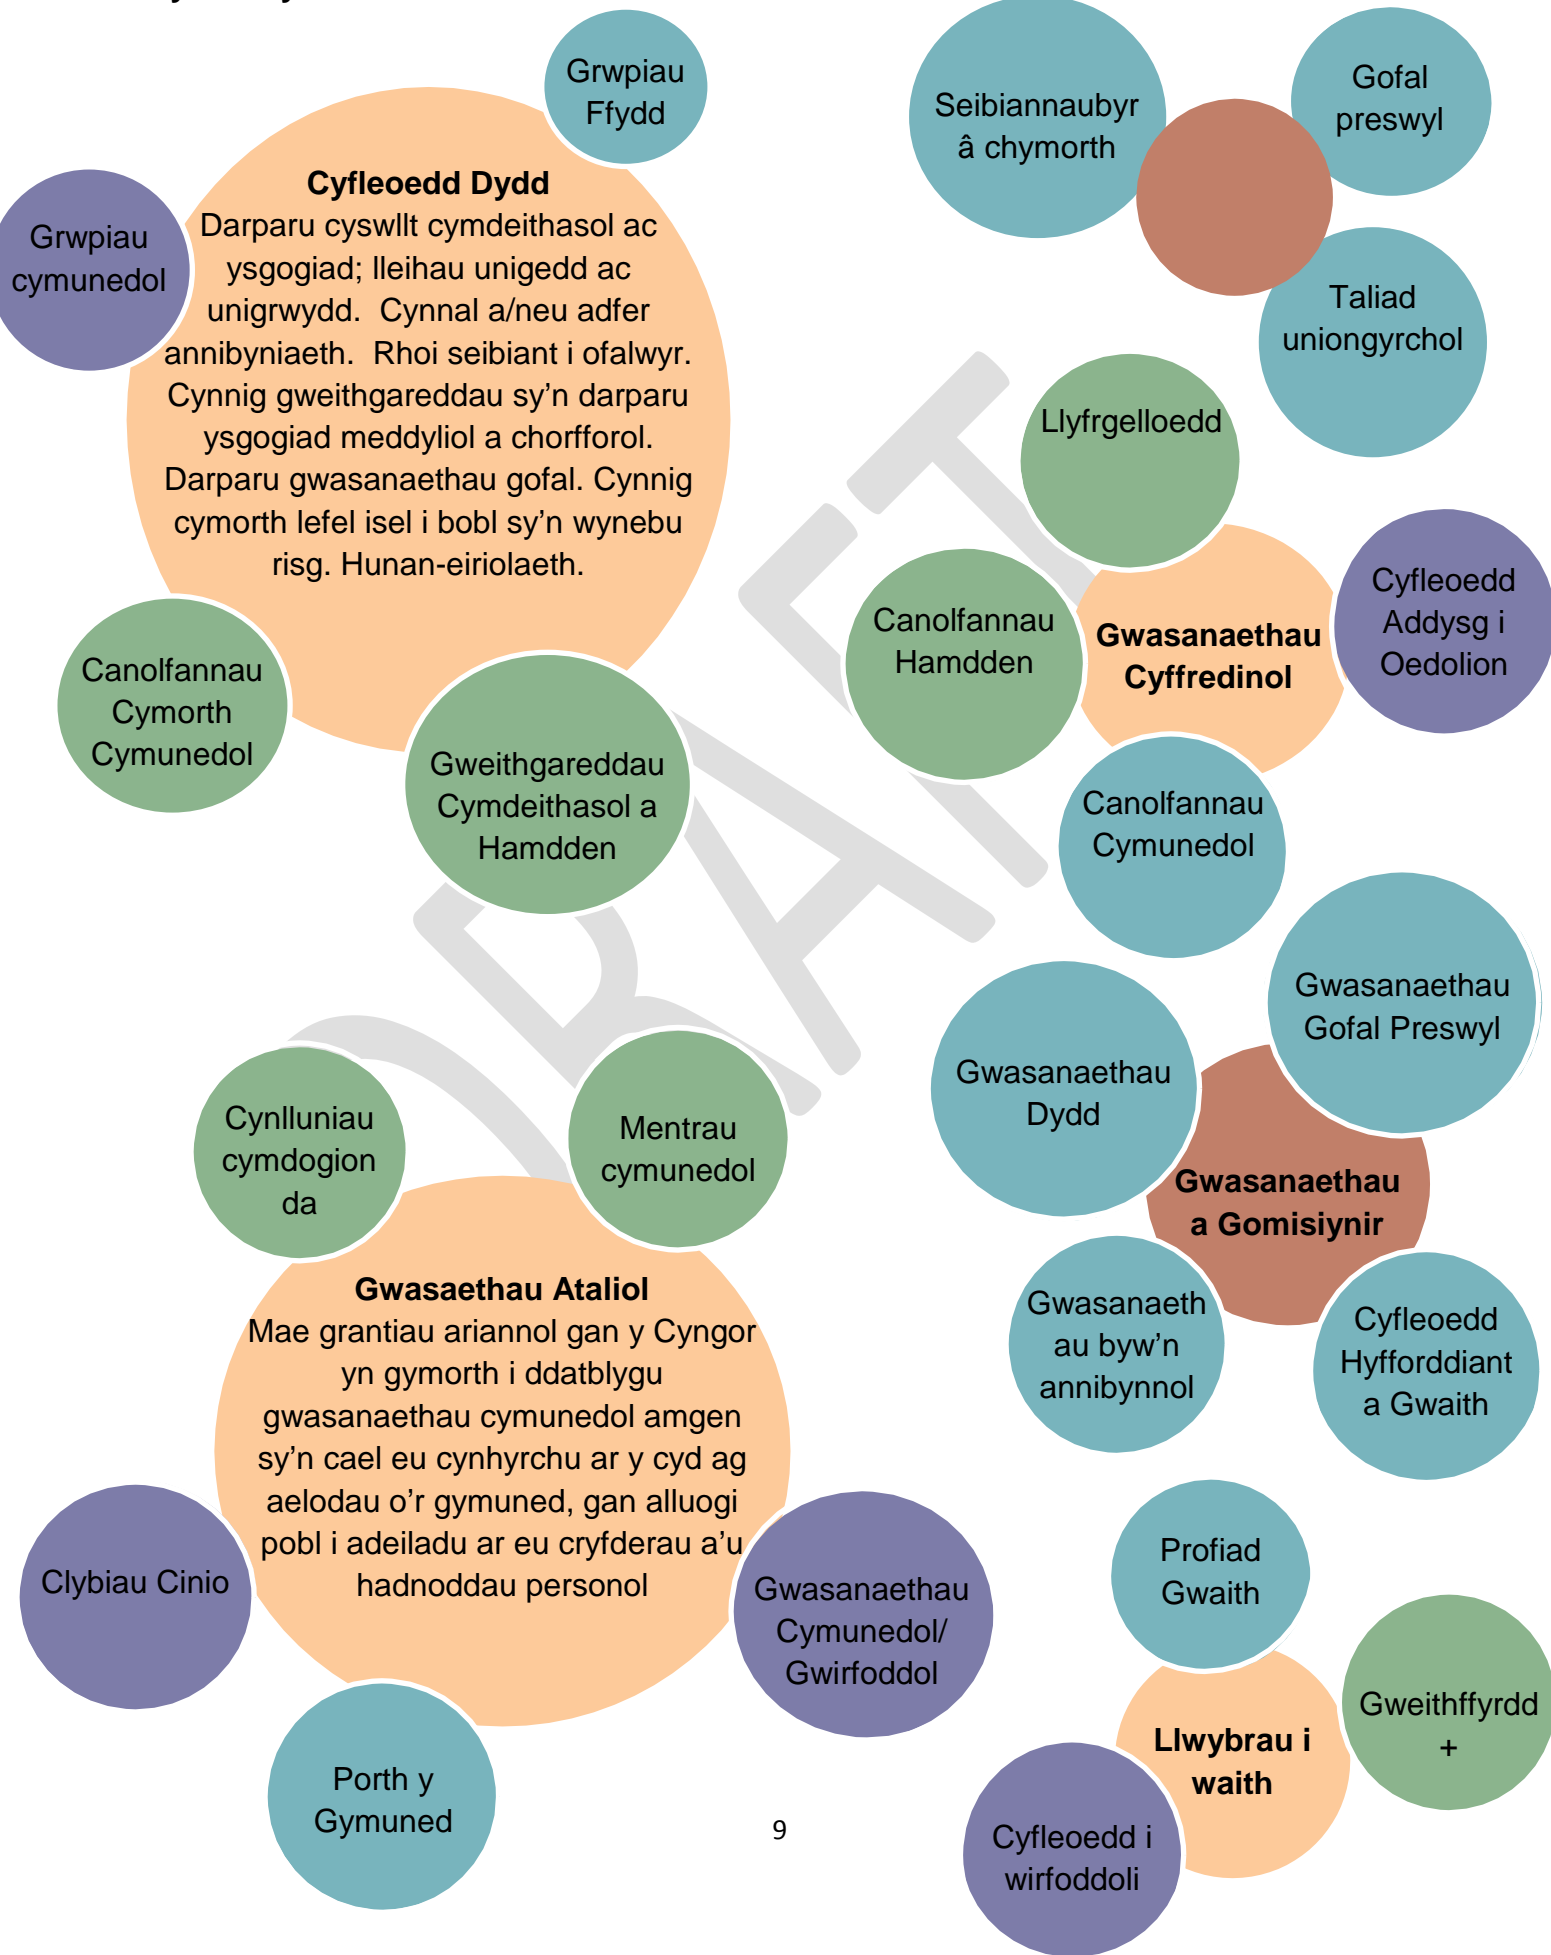 Grwpiau
Ffydd
Grwpiau
cymunedol
Cyfleoedd Dydd
Darparu cyswllt cymdeithasol ac
ysgogiad; lleihau unigedd ac
unigrwydd.  Cynnal a/neu adfer
annibyniaeth.  Rhoi seibiant i ofalwyr.
Cynnig gweithgareddau sy’n darparu
ysgogiad meddyliol a chorfforol.
Darparu gwasanaethau gofal. Cynnig
cymorth lefel isel i bobl sy’n wynebu
risg. Hunan-eiriolaeth.
Canolfannau
Cymorth
Cymunedol
Gweithgareddau
Cymdeithasol a
Hamdden
Seibiannaubyr
â chymorth
Gofal
preswyl
Taliad
uniongyrchol
Llyfrgelloedd
Canolfannau
Hamdden
Gwasanaethau
Cyffredinol
Cyfleoedd
Addysg i
Oedolion
Canolfannau
Cymunedol
Gwasanaethau
Gofal Preswyl
Gwasanaethau
Dydd
Gwasanaethau
a Gomisiynir
Gwasanaeth
au byw’n
annibynnol
Cyfleoedd
Hyfforddiant
a Gwaith
Cynlluniau
cymdogion
da
Mentrau
cymunedol
Gwasaethau Ataliol
Mae grantiau ariannol gan y Cyngor
yn gymorth i ddatblygu
gwasanaethau cymunedol amgen
sy’n cael eu cynhyrchu ar y cyd ag
aelodau o’r gymuned, gan alluogi
pobl i adeiladu ar eu cryfderau a’u
hadnoddau personol
Clybiau Cinio
Gwasanaethau
Cymunedol/
Gwirfoddol
Porth y
Gymuned
Profiad
Gwaith
Gweithffyrdd
+
Llwybrau i
waith
Cyfleoedd i
wirfoddoli
9
DRAFT